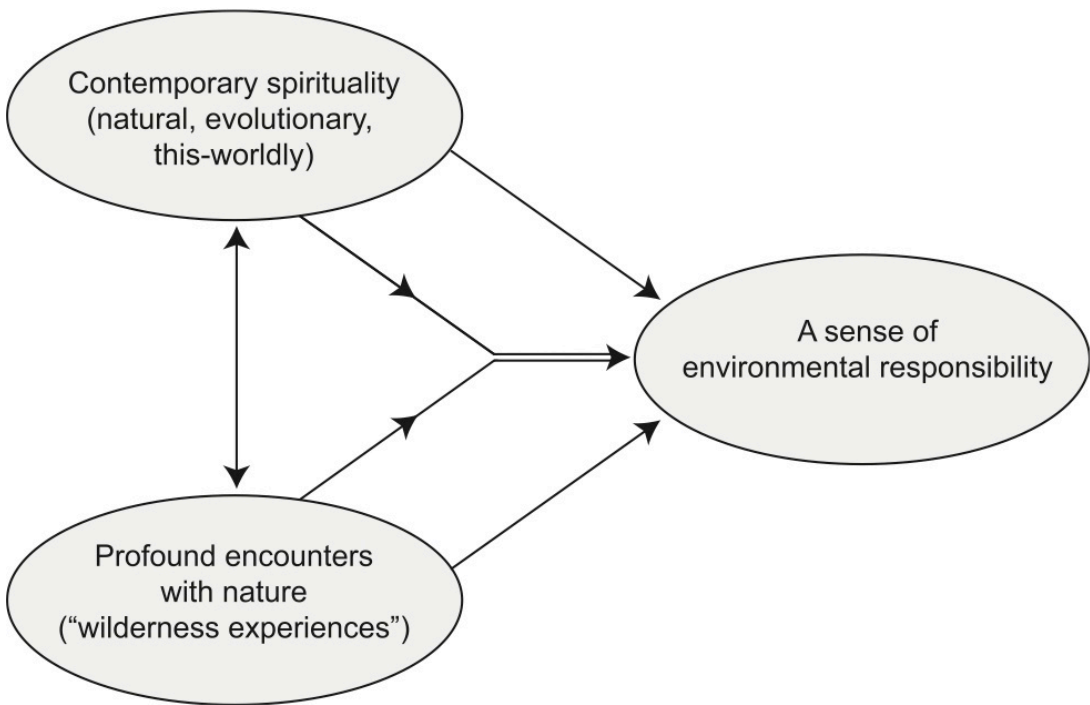 Contemporary spirituality
(natural, evolutionary,
this-worldly)
A sense of
environmental responsibility
Profound encounters
with nature
(“wilderness experiences”)